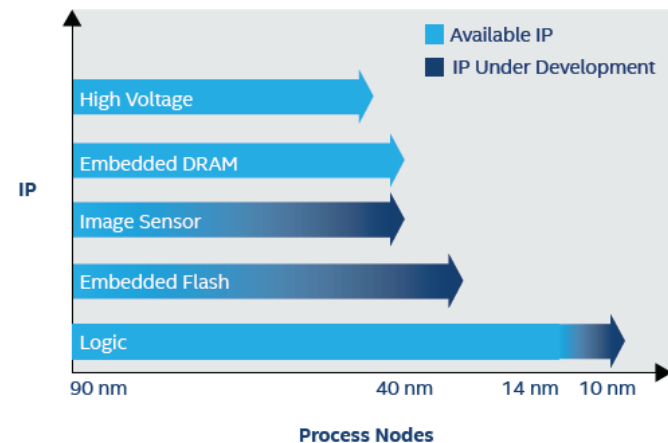 Available IP
IP Under Development
High Voltage
Embedded DRAM
IP
Image Sensor
Embedded Flash
Logic
90 nm 40 nm 14 nm 10 nm
Process Nodes